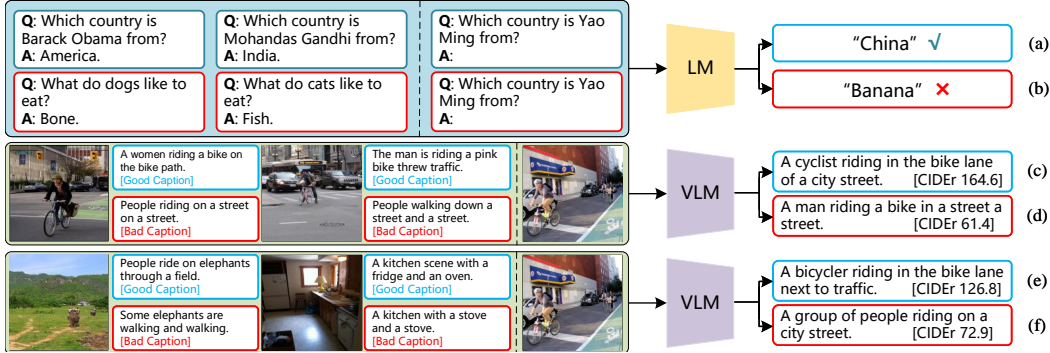 Q: Which country is
Barack Obama from?
A: America.
Q: Which country is
Mohandas Gandhi from?
A: India.
Q: Which country is Yao
Ming from?
A:
Q: What do dogs like to
eat?
A: Bone.
Q: What do cats like to
eat?
A: Fish.
Q: Which country is Yao
Ming from?
A:
LM
“China” √
(a)
“Banana” ×
(b)
A women riding a bike on
the bike path.
[Good Caption]
People riding on a street
on a street.
[Bad Caption]
The man is riding a pink
bike threw traffic.
[Good Caption]
People walking down a
street and a street.
[Bad Caption]
VLM
A cyclist riding in the bike lane
of a city street. [CIDEr 164.6]
(c)
A man riding a bike in a street a
street. [CIDEr 61.4]
(d)
People ride on elephants
through a field.
[Good Caption]
Some elephants are
walking and walking.
[Bad Caption]
A kitchen scene with a
fridge and an oven.
[Good Caption]
A kitchen with a stove
and a stove.
[Bad Caption]
VLM
A bicycler riding in the bike lane
next to traffic. [CIDEr 126.8]
(e)
A group of people riding on a
city street. [CIDEr 72.9]
(f)